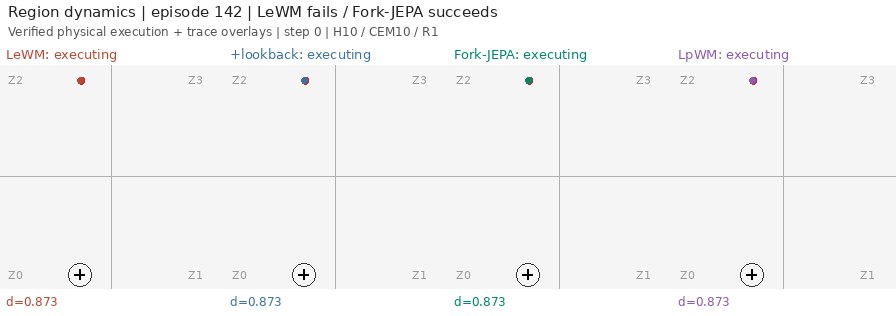 Region dynamics | episode 142 | LeWM fails / Fork-JEPA succeeds
Verified physical execution + trace overlays | step 0 | H10 / CEM10 / R1
LeWM: executing +lookback: executing Fork-JEPA: executing LpWM: executing
Z2 Z3 Z2 Z3 Z2 Z3 Z2 Z3
Z0 Z1 Z0 Z1 Z0 Z1 Z0 Z1
d=0.873 d=0.873 d=0.873 d=0.873